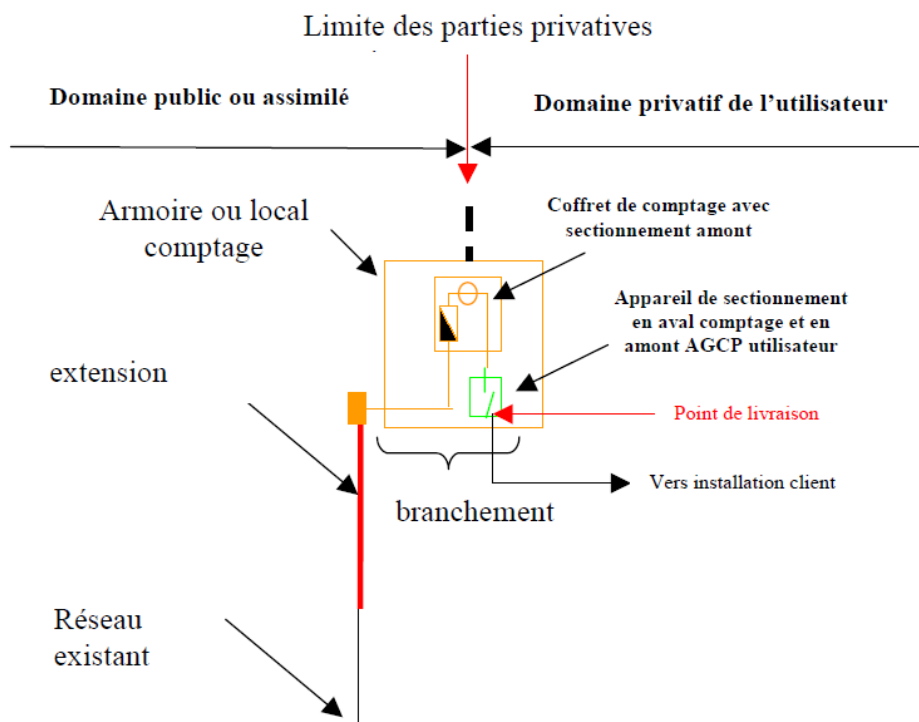 Limite des parties privatives
Domaine public ou assimilé
Domaine privatif de l'utilisateur
Armoire ou local
comptage
Coffret de comptage avec
sectionnement amont
Appareil de sectionnement
en aval comptage et en
amont AGCP utilisateur
extension
Point de livraison
Vers installation client
branchement
Réseau
existant